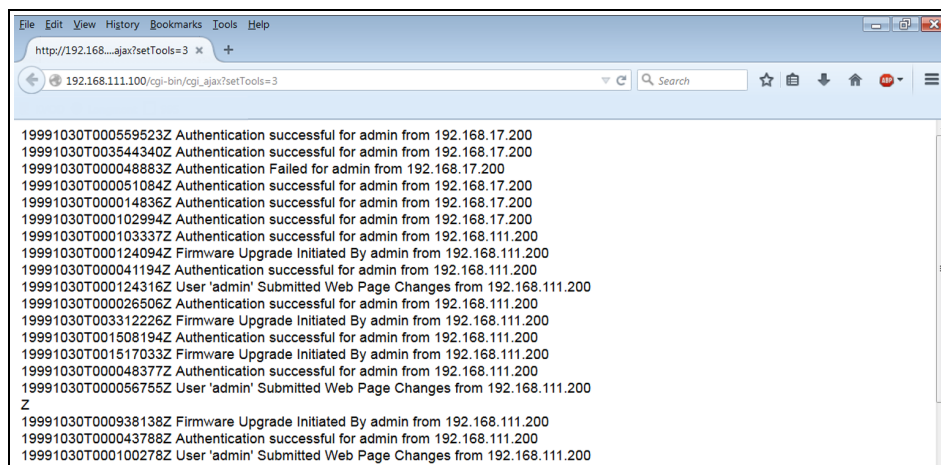 File Edit View History Bookmarks Tools Help
http://192.168....ajax?setTools=3
192.168.111.100/cgi-bin/cgi_ajax?setTools=3
Search
ABP
19991030T000559523Z Authentication successful for admin from 192.168.17.200
19991030T003544340Z Authentication successful for admin from 192.168.17.200
19991030T000048883Z Authentication Failed for admin from 192.168.17.200
19991030T000051084Z Authentication successful for admin from 192.168.17.200
19991030T000014836Z Authentication successful for admin from 192.168.17.200
19991030T000102994Z Authentication successful for admin from 192.168.17.200
19991030T000103337Z Authentication successful for admin from 192.168.111.200
19991030T000124094Z Firmware Upgrade Initiated By admin from 192.168.111.200
19991030T000041194Z Authentication successful for admin from 192.168.111.200
19991030T000124316Z User 'admin' Submitted Web Page Changes from 192.168.111.200
19991030T000026506Z Authentication successful for admin from 192.168.111.200
19991030T003312226Z Firmware Upgrade Initiated By admin from 192.168.111.200
19991030T001508194Z Authentication successful for admin from 192.168.111.200
19991030T001517033Z Firmware Upgrade Initiated By admin from 192.168.111.200
19991030T000048377Z Authentication successful for admin from 192.168.111.200
19991030T000056755Z User 'admin' Submitted Web Page Changes from 192.168.111.200
Z
19991030T000938138Z Firmware Upgrade Initiated By admin from 192.168.111.200
19991030T000043788Z Authentication successful for admin from 192.168.111.200
19991030T000100278Z User 'admin' Submitted Web Page Changes from 192.168.111.200